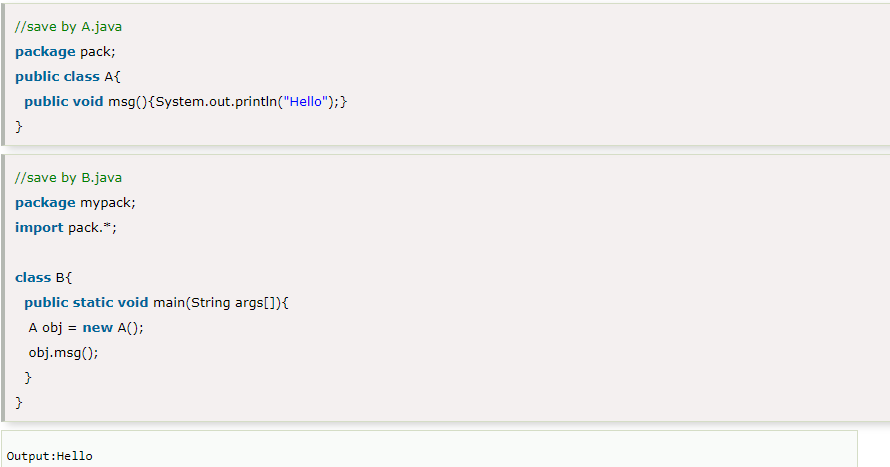 //save by A.java
package pack;
public class A{
  public void msg(){System.out.println("Hello");}
}
//save by B.java
package mypack;
import pack.*;

class B{
  public static void main(String args[]){
   A obj = new A();
   obj.msg();
  }
}
Output:Hello